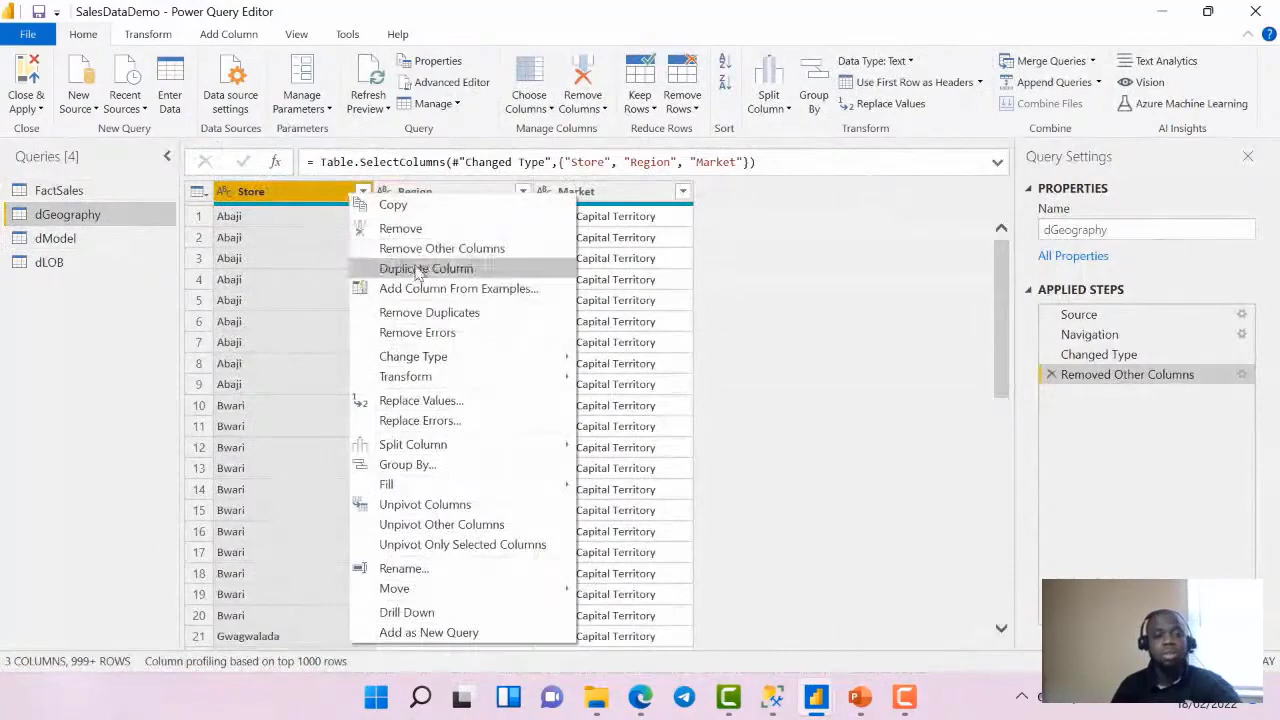 SalesDataDemo - Power Query Editor
File Home Transform Add Column View Tools Help
Close & Apply
New Source
Recent Sources
Enter Data
Data source settings
Manage Parameters
Refresh Preview
Properties
Advanced Editor
Manage
Choose Columns
Remove Columns
Keep Rows
Remove Rows
Split Column
Group By
Data Type: Text
Use First Row as Headers
Replace Values
Merge Queries
Append Queries
Combine Files
Text Analytics
Vision
Azure Machine Learning
Close New Query Data Sources Parameters Query Manage Columns Reduce Rows Sort Transform Combine AI Insights
Queries [4]
FactSales
dGeography
dModel
dLOB
= Table.SelectColumns(#"Changed Type",{"Store", "Region", "Market"})
Store Region Market
1 Abaji Capital Territory
2 Abaji Capital Territory
3 Abaji Capital Territory
4 Abaji Capital Territory
5 Abaji Capital Territory
6 Abaji Capital Territory
7 Abaji Capital Territory
8 Abaji Capital Territory
9 Abaji Capital Territory
10 Bwari Capital Territory
11 Bwari Capital Territory
12 Bwari Capital Territory
13 Bwari Capital Territory
14 Bwari Capital Territory
15 Bwari Capital Territory
16 Bwari Capital Territory
17 Bwari Capital Territory
18 Bwari Capital Territory
19 Bwari Capital Territory
20 Bwari Capital Territory
21 Gwagwalada Capital Territory
Copy
Remove
Remove Other Columns
Duplicate Column
Add Column From Examples...
Remove Duplicates
Remove Errors
Change Type
Transform
Replace Values...
Replace Errors...
Split Column
Group By...
Fill
Unpivot Columns
Unpivot Other Columns
Unpivot Only Selected Columns
Rename...
Move
Drill Down
Add as New Query
Query Settings
PROPERTIES
Name
dGeography
All Properties
APPLIED STEPS
Source
Navigation
Changed Type
Removed Other Columns
3 COLUMNS, 999+ ROWS Column profiling based on top 1000 rows
18/02/2022